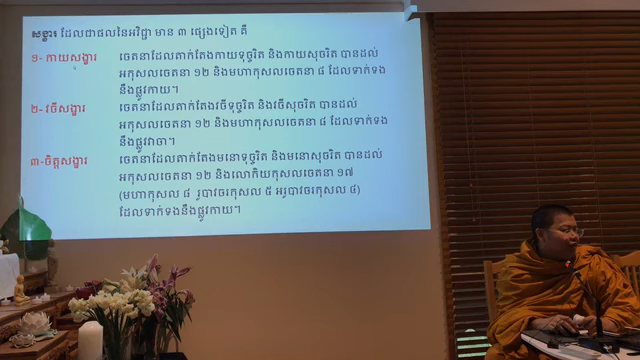 សង្ខារ ដែលជាផលនៃអវិជ្ជា មាន ៣ ផ្សេងទៀត គឺ
១- កាយសង្ខារ ចេតនាដែលតាក់តែងកាយទុច្ចរិត និងកាយសុចរិត បានដល់
អកុសលចេតនា ១២ និងមហាកុសលចេតនា ៨ ដែលទាក់ទង
នឹងផ្លូវកាយ។
២- វចីសង្ខារ ចេតនាដែលតាក់តែងវចីទុច្ចរិត និងវចីសុចរិត បានដល់
អកុសលចេតនា ១២ និងមហាកុសលចេតនា ៨ ដែលទាក់ទង
នឹងផ្លូវវាចា។
៣-ចិត្តសង្ខារ ចេតនាដែលតាក់តែងមនោទុច្ចរិត និងមនោសុចរិត បានដល់
អកុសលចេតនា ១២ និងលោកិយកុសលចេតនា ១៧
(មហាកុសល ៨ រូបាវចរកុសល ៥ អរូបាវចរកុសល ៤)
ដែលទាក់ទងនឹងផ្លូវកាយ។